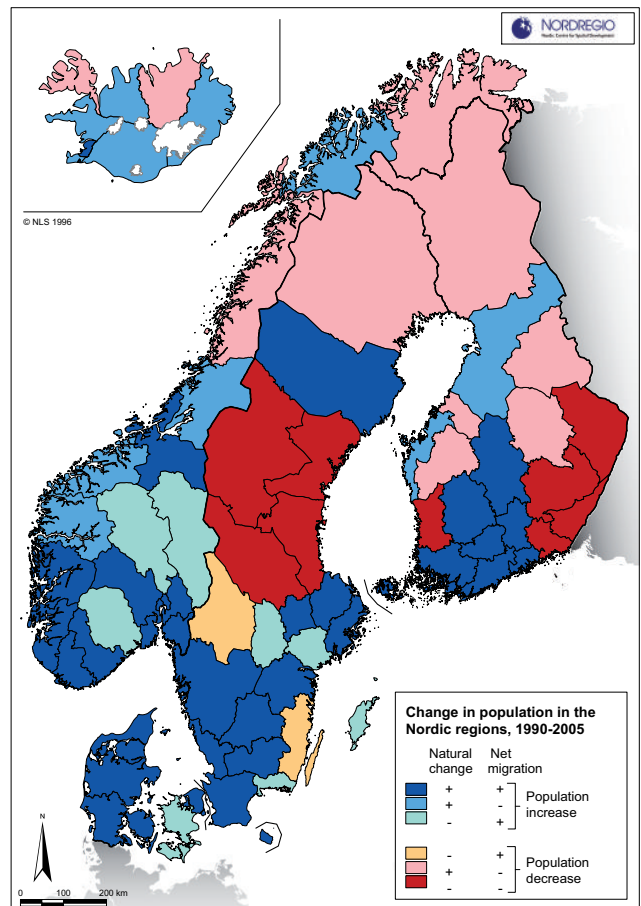 NORDREGIO
Nordic Centre for Spatial Development
© NLS 1996
Change in population in the
Nordic regions, 1990-2005
Natural Net
change migration
+ +
+ -
- +
Population
increase
- +
+ -
- -
Population
decrease
N
0 100 200 km